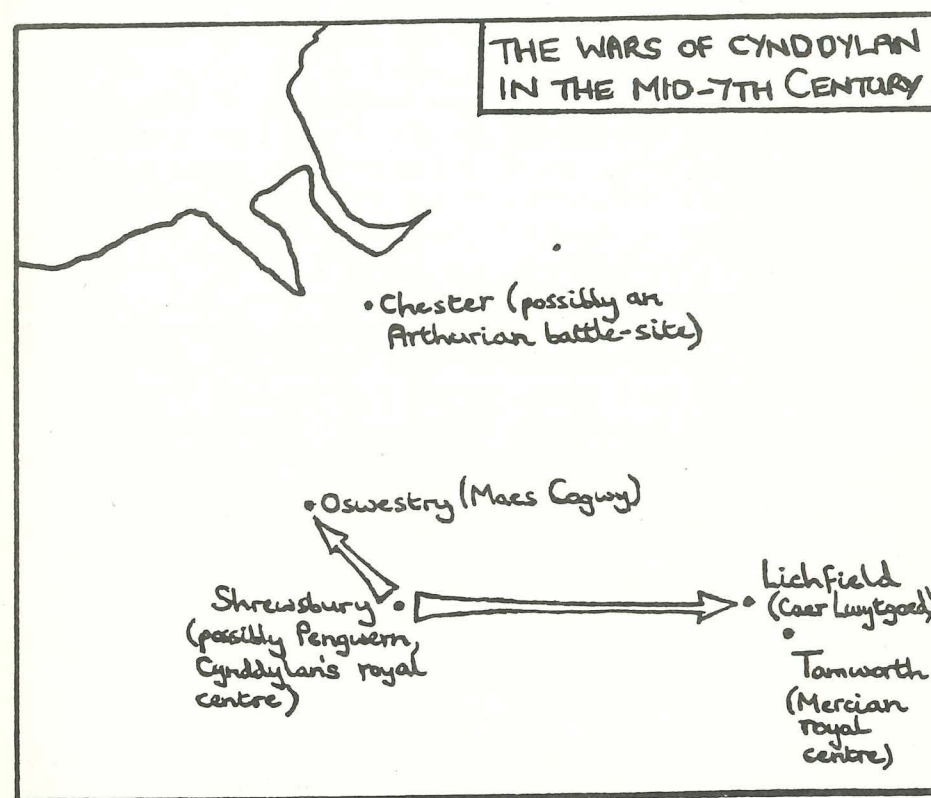 THE WARS OF CYNDDYLAN
IN THE MID-7TH CENTURY
Chester (possibly an
Arthurian battle-site)
Oswestry (Maes Cogwy)
Shrewsbury
(possibly Pengwern,
Cynddylan's royal
centre)
Lichfield
(Caer Lwytgoed)
Tamworth
(Mercian
royal
centre)